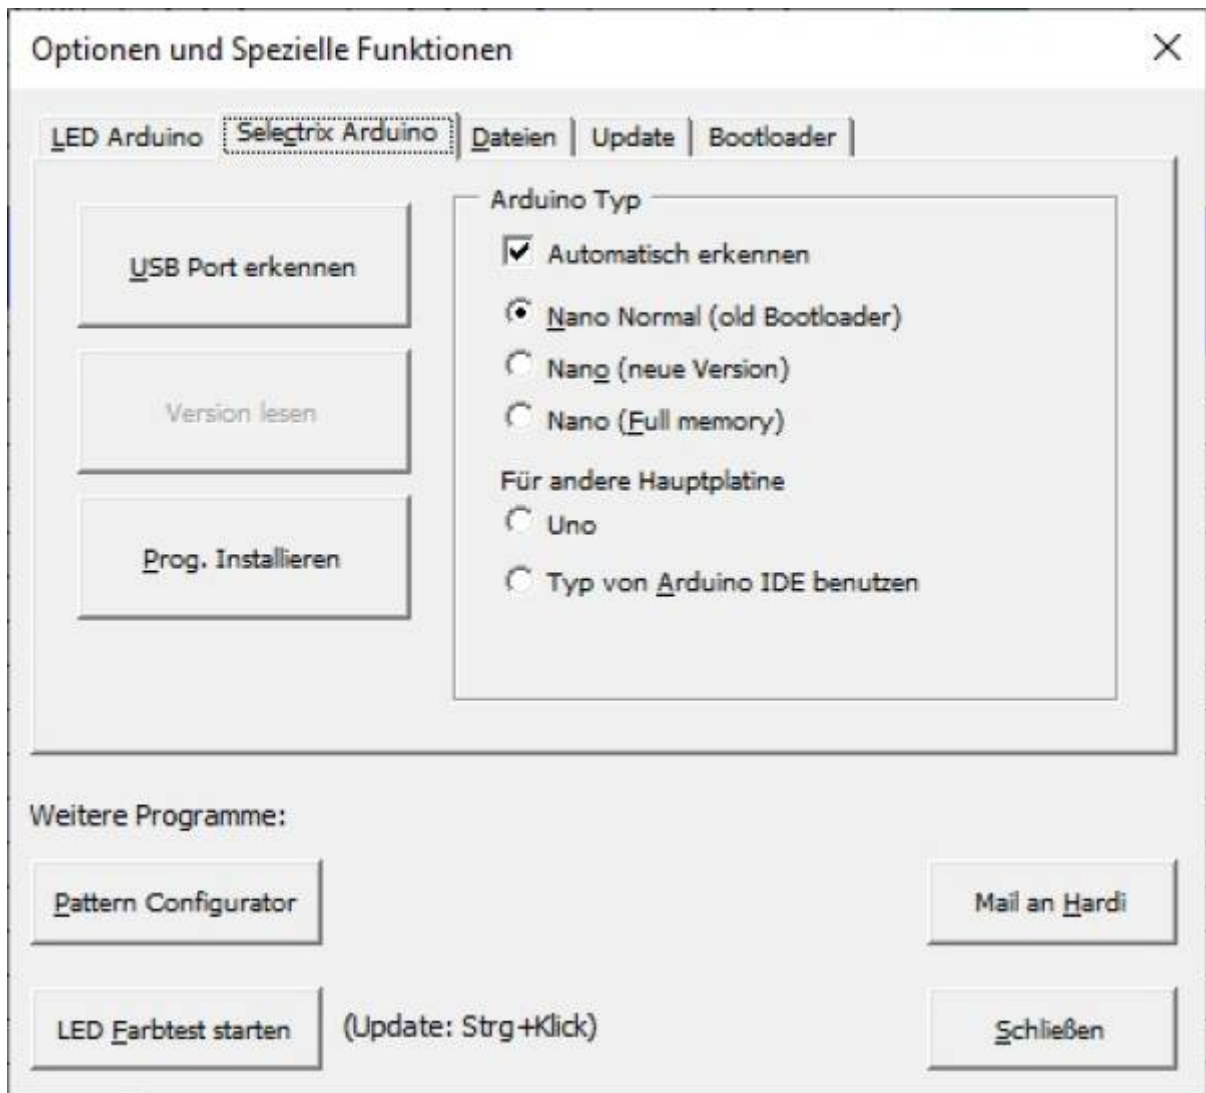 Optionen und Spezielle Funktionen
LED Arduino
Selectrix Arduino
Dateien
Update
Bootloader
USB Port erkennen
Version lesen
Prog. Installieren
Arduino Typ
Automatisch erkennen
Nano Normal (old Bootloader)
Nano (neue Version)
Nano (Full memory)
Für andere Hauptplatine
Uno
Typ von Arduino IDE benutzen
Weitere Programme:
Pattern Configurator
Mail an Hardi
LED Farbtest starten
(Update: Strg+Klick)
Schließen